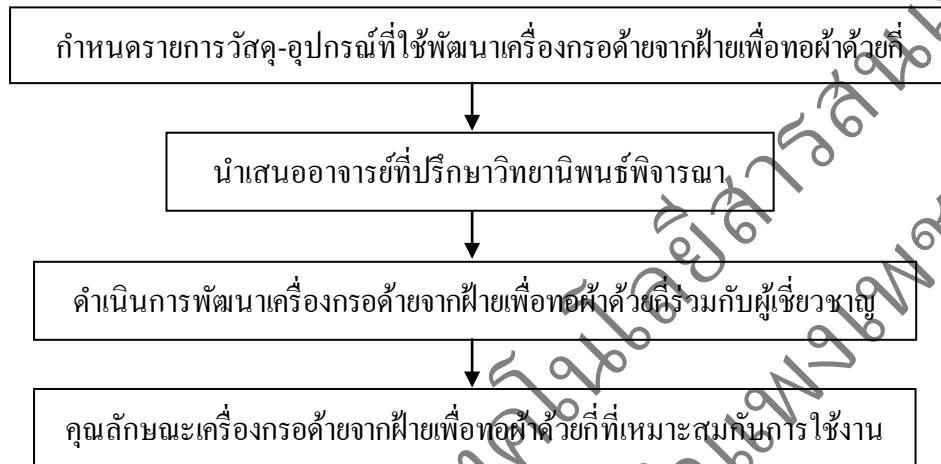 กำหนดรายการวัสดุ-อุปกรณ์ที่ใช้พัฒนาเครื่องกรอด้ายจากฝ้ายเพื่อทอผ้าด้วยกี่
นำเสนออาจารย์ที่ปรึกษาวิทยานิพนธ์พิจารณา
ดำเนินการพัฒนาเครื่องกรอด้ายจากฝ้ายเพื่อทอผ้าด้วยกี่ร่วมกับผู้เชี่ยวชาญ
คุณลักษณะเครื่องกรอด้ายจากฝ้ายเพื่อทอผ้าด้วยกี่ที่เหมาะสมกับการใช้งาน